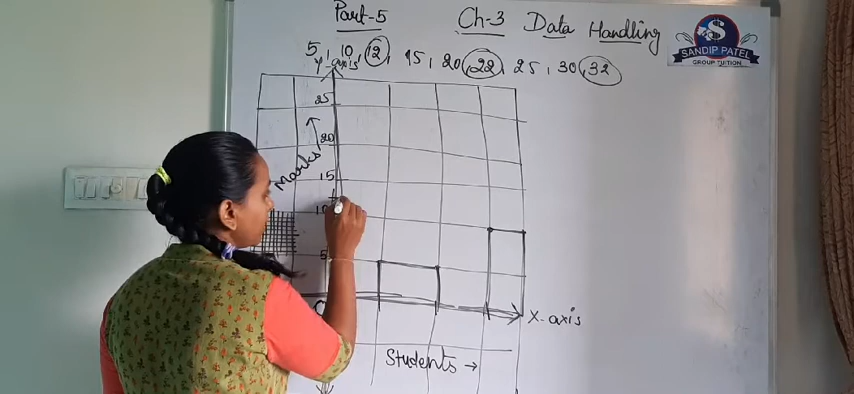 Part-5 Ch-3 Data Handling
5, 10, 12, 15, 20, 22, 25, 30, 32
SANDIP PATEL
GROUP TUITION
Y-axis
25
20
Marks
15
10
5
0
X-axis
Students →